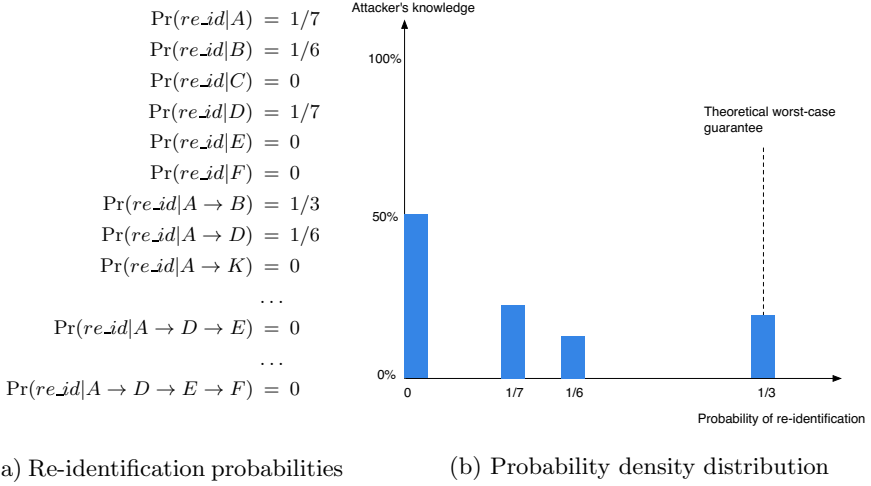 Pr(re_id|A) = 1/7
Pr(re_id|B) = 1/6
Pr(re_id|C) = 0
Pr(re_id|D) = 1/7
Pr(re_id|E) = 0
Pr(re_id|F) = 0
Pr(re_id|A → B) = 1/3
Pr(re_id|A → D) = 1/6
Pr(re_id|A → K) = 0
...
Pr(re_id|A → D → E) = 0
...
Pr(re_id|A → D → E → F) = 0
a) Re-identification probabilities
Attacker's knowledge
100%
Theoretical worst-case
guarantee
50%
0%
0 1/7 1/6 1/3
Probability of re-identification
(b) Probability density distribution